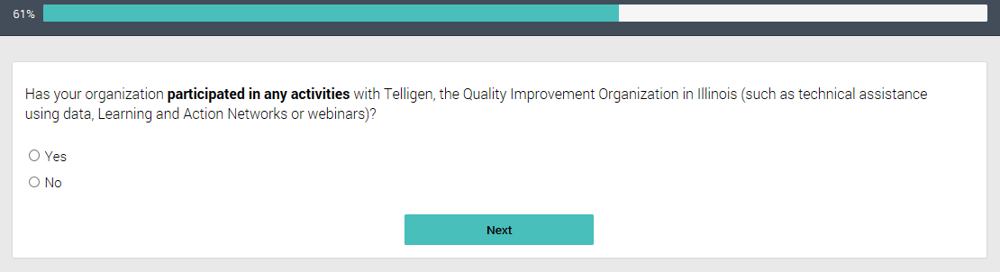 61%
Has your organization participated in any activities with Telligen, the Quality Improvement Organization in Illinois (such as technical assistance
using data, Learning and Action Networks or webinars)?
Yes
No
Next